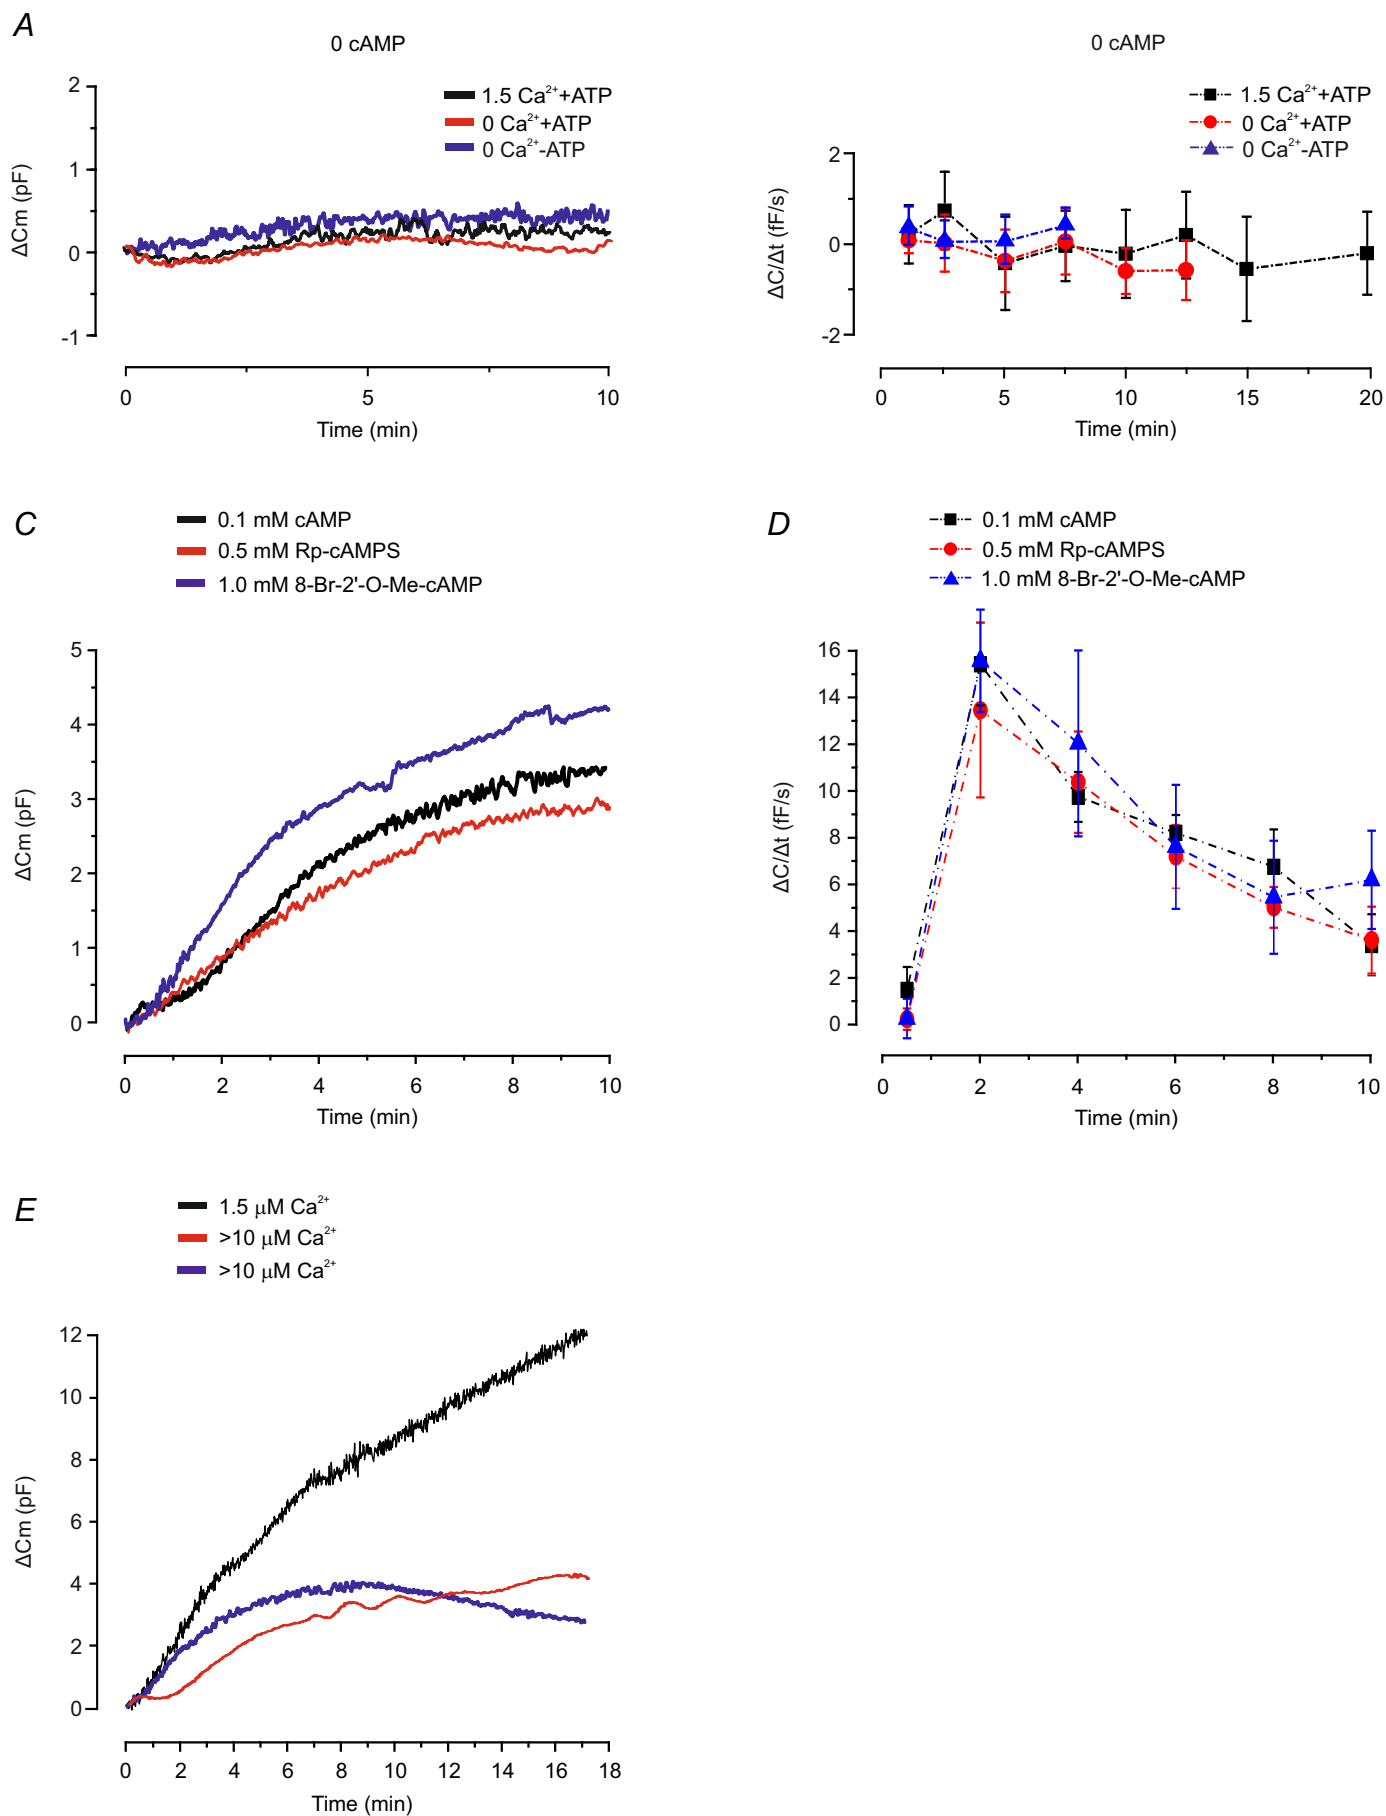 A
0 cAMP
1.5 Ca²⁺+ATP
0 Ca²⁺+ATP
0 Ca²⁺-ATP
2
1
0
-1
ΔCm (pF)
0
5
10
Time (min)
0 cAMP
1.5 Ca²⁺+ATP
0 Ca²⁺+ATP
0 Ca²⁺-ATP
2
0
-2
ΔC/Δt (fF/s)
0
5
10
15
20
Time (min)
C
0.1 mM cAMP
0.5 mM Rp-cAMPS
1.0 mM 8-Br-2'-O-Me-cAMP
5
4
3
2
1
0
ΔCm (pF)
0
2
4
6
8
10
Time (min)
D
0.1 mM cAMP
0.5 mM Rp-cAMPS
1.0 mM 8-Br-2'-O-Me-cAMP
16
14
12
10
8
6
4
2
0
ΔC/Δt (fF/s)
0
2
4
6
8
10
Time (min)
E
1.5 μM Ca²⁺
>10 μM Ca²⁺
>10 μM Ca²⁺
12
10
8
6
4
2
0
ΔCm (pF)
0
2
4
6
8
10
12
14
16
18
Time (min)